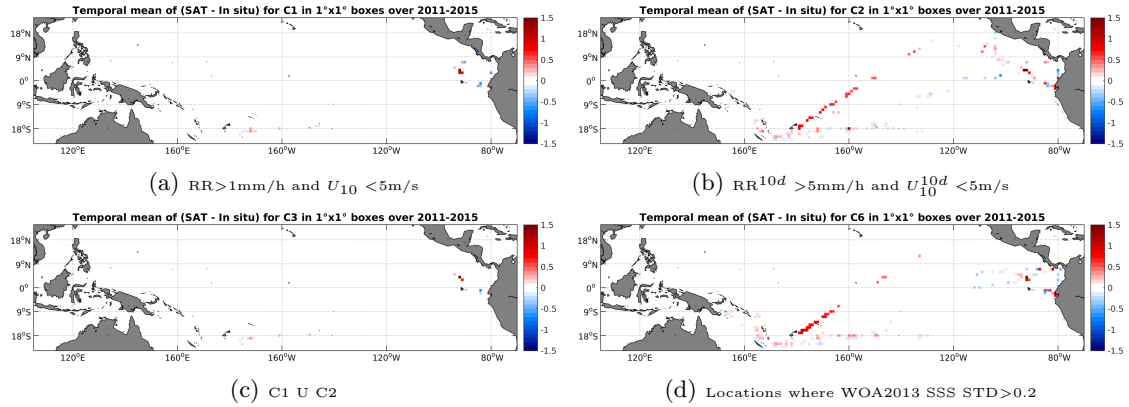 Temporal mean of (SAT - In situ) for C1 in 1°x1° boxes over 2011-2015
18°N
9°N
0°
9°S
18°S
120°E 160°E 160°W 120°W 80°W
1.5
1
0.5
0
-0.5
-1
-1.5
(a) RR>1mm/h and U10 <5m/s
Temporal mean of (SAT - In situ) for C2 in 1°x1° boxes over 2011-2015
18°N
9°N
0°
9°S
18°S
120°E 160°E 160°W 120°W 80°W
1.5
1
0.5
0
-0.5
-1
-1.5
(b) RR10d >5mm/h and U10d10 <5m/s
Temporal mean of (SAT - In situ) for C3 in 1°x1° boxes over 2011-2015
18°N
9°N
0°
9°S
18°S
120°E 160°E 160°W 120°W 80°W
1.5
1
0.5
0
-0.5
-1
-1.5
(c) C1 U C2
Temporal mean of (SAT - In situ) for C6 in 1°x1° boxes over 2011-2015
18°N
9°N
0°
9°S
18°S
120°E 160°E 160°W 120°W 80°W
1.5
1
0.5
0
-0.5
-1
-1.5
(d) Locations where WOA2013 SSS STD>0.2